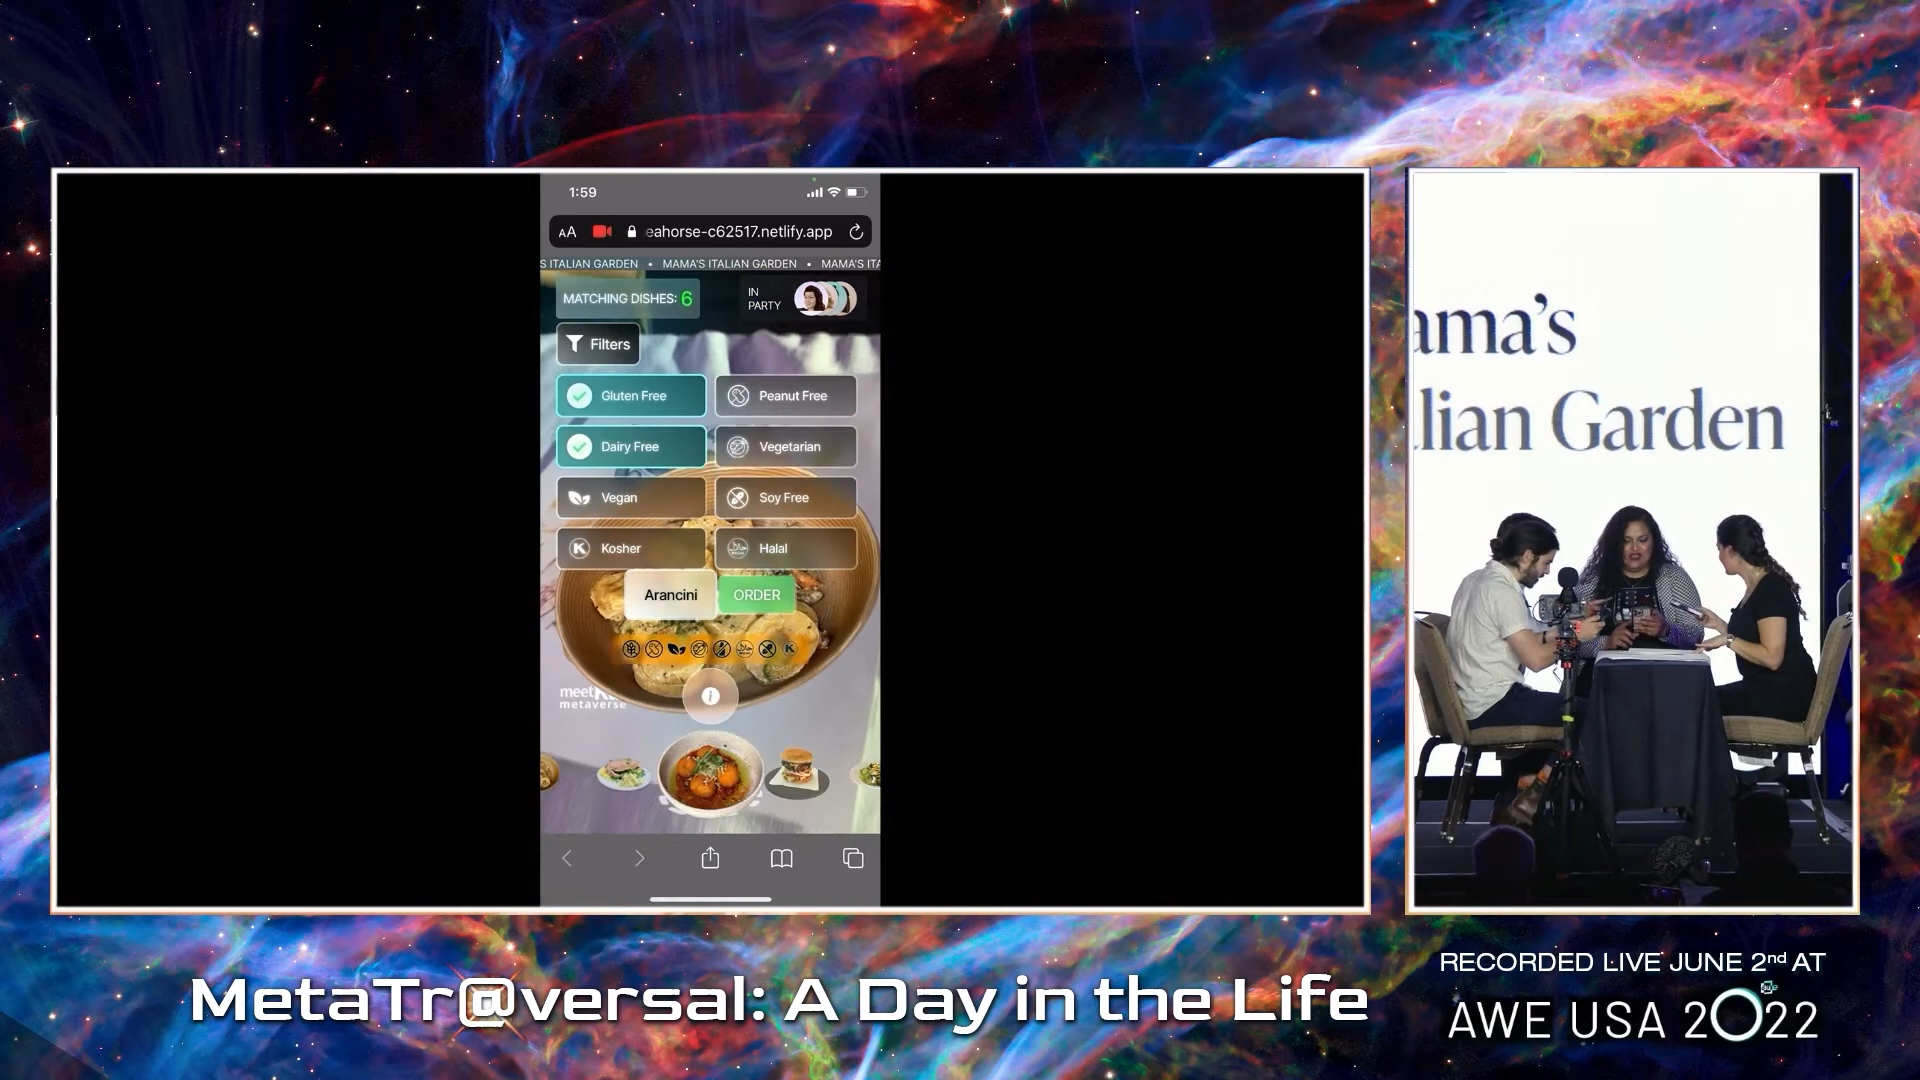 1:59
AA eahorse-c62517.netlify.app
S ITALIAN GARDEN • MAMA'S ITALIAN GARDEN • MAMA'S ITA
MATCHING DISHES: 6
IN
PARTY
Filters
Gluten Free
Peanut Free
Dairy Free
Vegetarian
Vegan
Soy Free
K Kosher
Halal
Arancini
ORDER
K
meet
metaverse
ama's
lian Garden
MetaTr@versal: A Day in the Life
RECORDED LIVE JUNE 2nd AT
AWE USA 2022